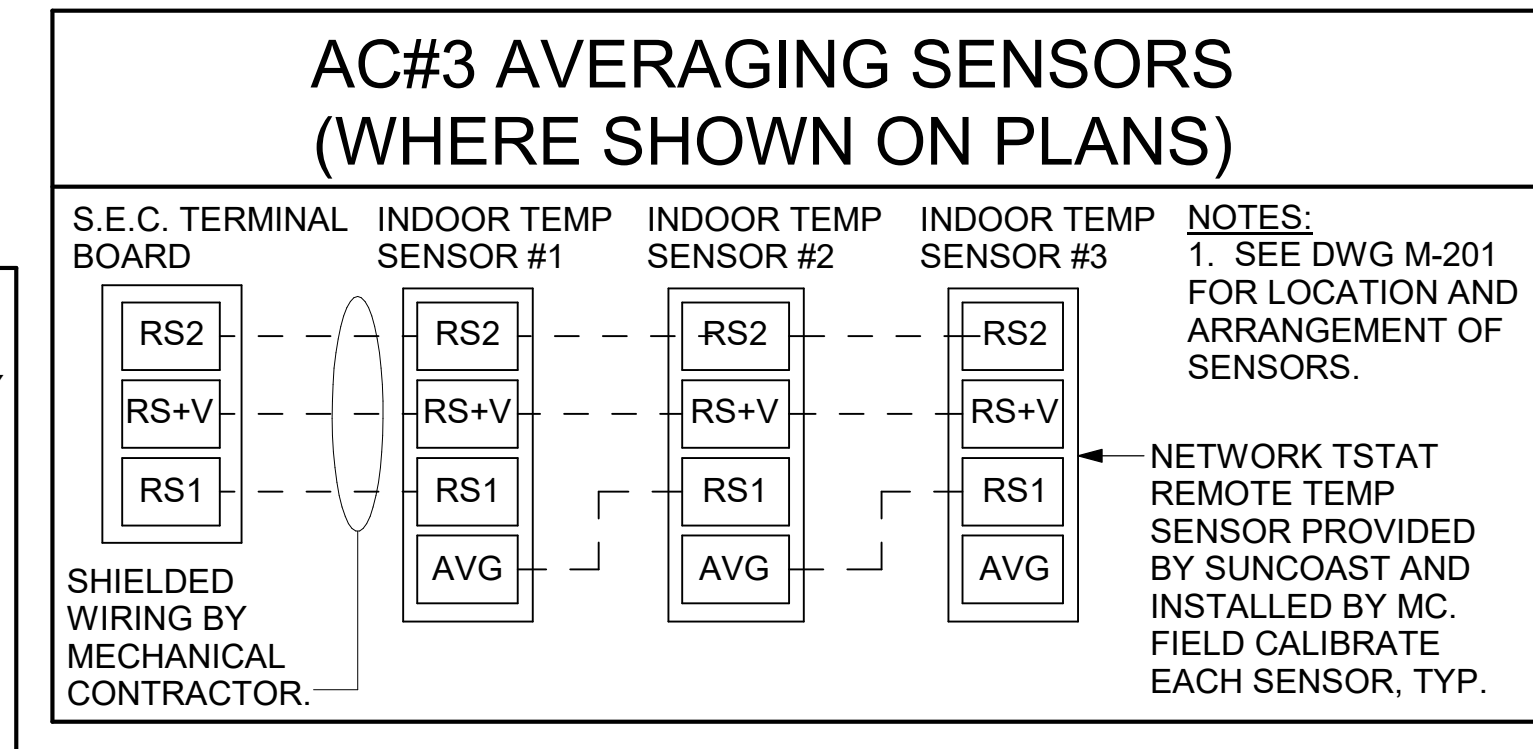 AC#3 AVERAGING SENSORS
(WHERE SHOWN ON PLANS)
S.E.C. TERMINAL
BOARD
INDOOR TEMP
SENSOR #1
INDOOR TEMP
SENSOR #2
INDOOR TEMP
SENSOR #3
NOTES:
1. SEE DWG M-201
FOR LOCATION AND
ARRANGEMENT OF
SENSORS.
RS2
RS+V
RS1
RS2
RS+V
RS1
AVG
RS2
RS+V
RS1
AVG
RS2
RS+V
RS1
AVG
SHIELDED
WIRING BY
MECHANICAL
CONTRACTOR.
NETWORK TSTAT
REMOTE TEMP
SENSOR PROVIDED
BY SUNCOAST AND
INSTALLED BY MC.
FIELD CALIBRATE
EACH SENSOR, TYP.